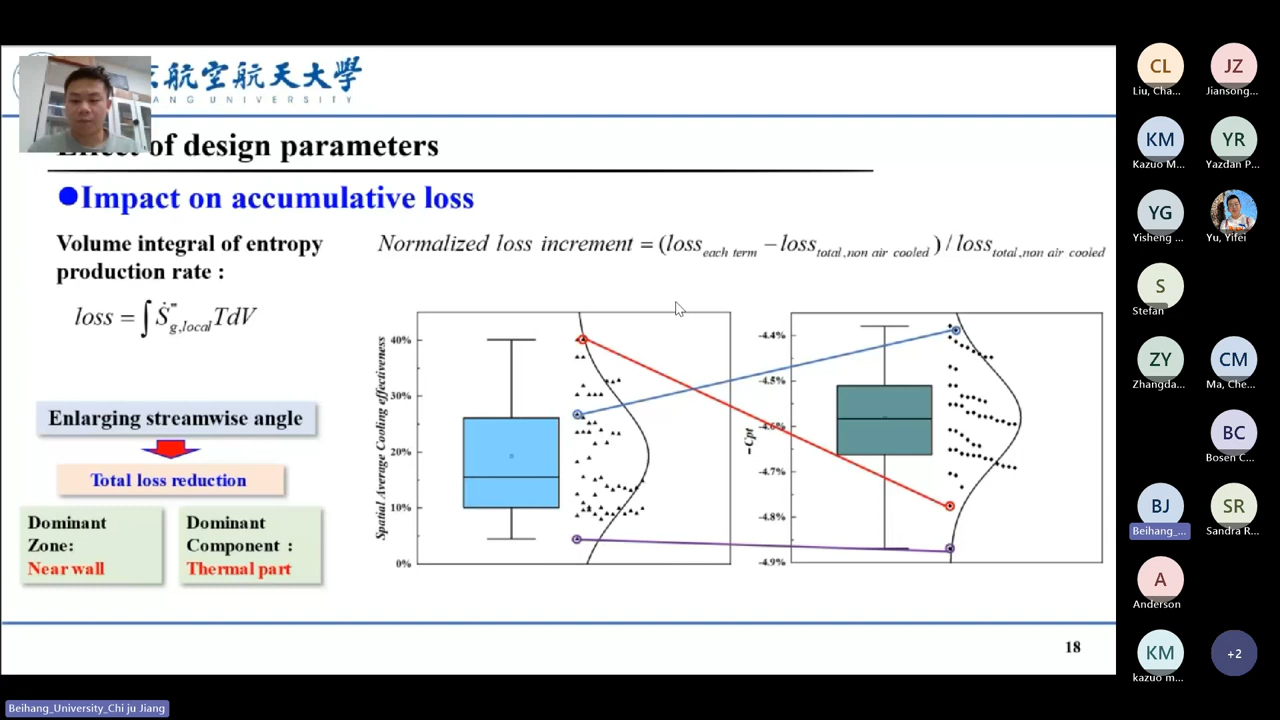 航空航天大學
ANG UNIVERSITY
of design parameters
●Impact on accumulative loss
Volume integral of entropy
production rate :
loss = ∫ Ṡ‴g,local TdV
Normalized loss increment = (loss each term − loss total,non air cooled ) / loss total,non air cooled
Enlarging streamwise angle
Total loss reduction
Dominant
Zone:
Near wall
Dominant
Component :
Thermal part
Spatial Average Cooling effectiveness
40%
30%
20%
10%
0%
-Cpt
-4.4%
-4.5%
-4.6%
-4.7%
-4.8%
-4.9%
18
CL
Liu, Cha...
JZ
Jiansong...
KM
Kazuo M...
YR
Yazdan P...
YG
Yisheng ...
Yu, Yifei
S
Stefan
ZY
Zhangda...
CM
Ma, Che...
BC
Bosen C...
BJ
Beihang_...
SR
Sandra R...
A
Anderson
KM
kazuo m...
+2
Beihang_University_Chi ju Jiang